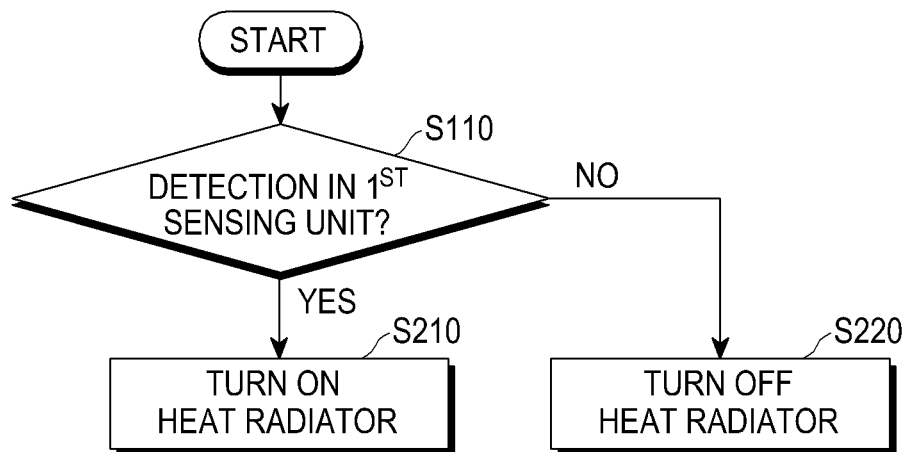 START
S110
DETECTION IN 1ST
SENSING UNIT?
NO
YES
S210
TURN ON
HEAT RADIATOR
S220
TURN OFF
HEAT RADIATOR